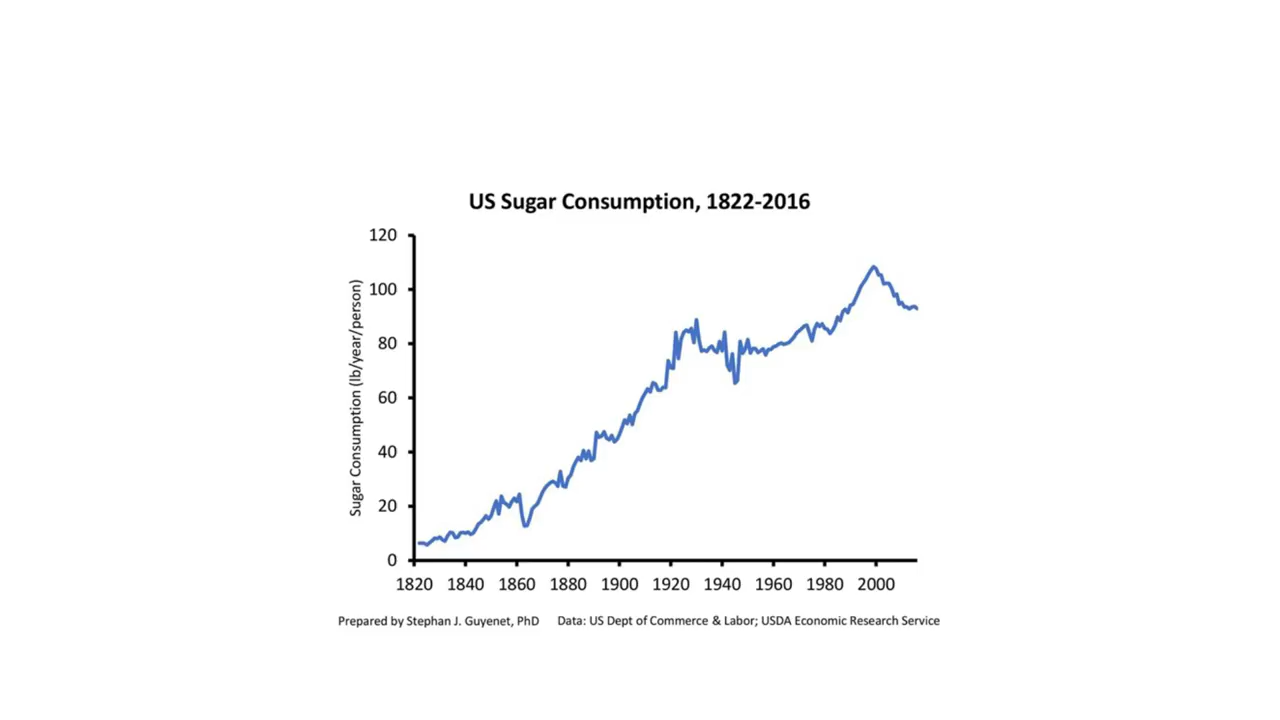 US Sugar Consumption, 1822-2016
Sugar Consumption (lb/year/person)
120
100
80
60
40
20
0
1820 1840 1860 1880 1900 1920 1940 1960 1980 2000
Prepared by Stephan J. Guyenet, PhD Data: US Dept of Commerce & Labor; USDA Economic Research Service